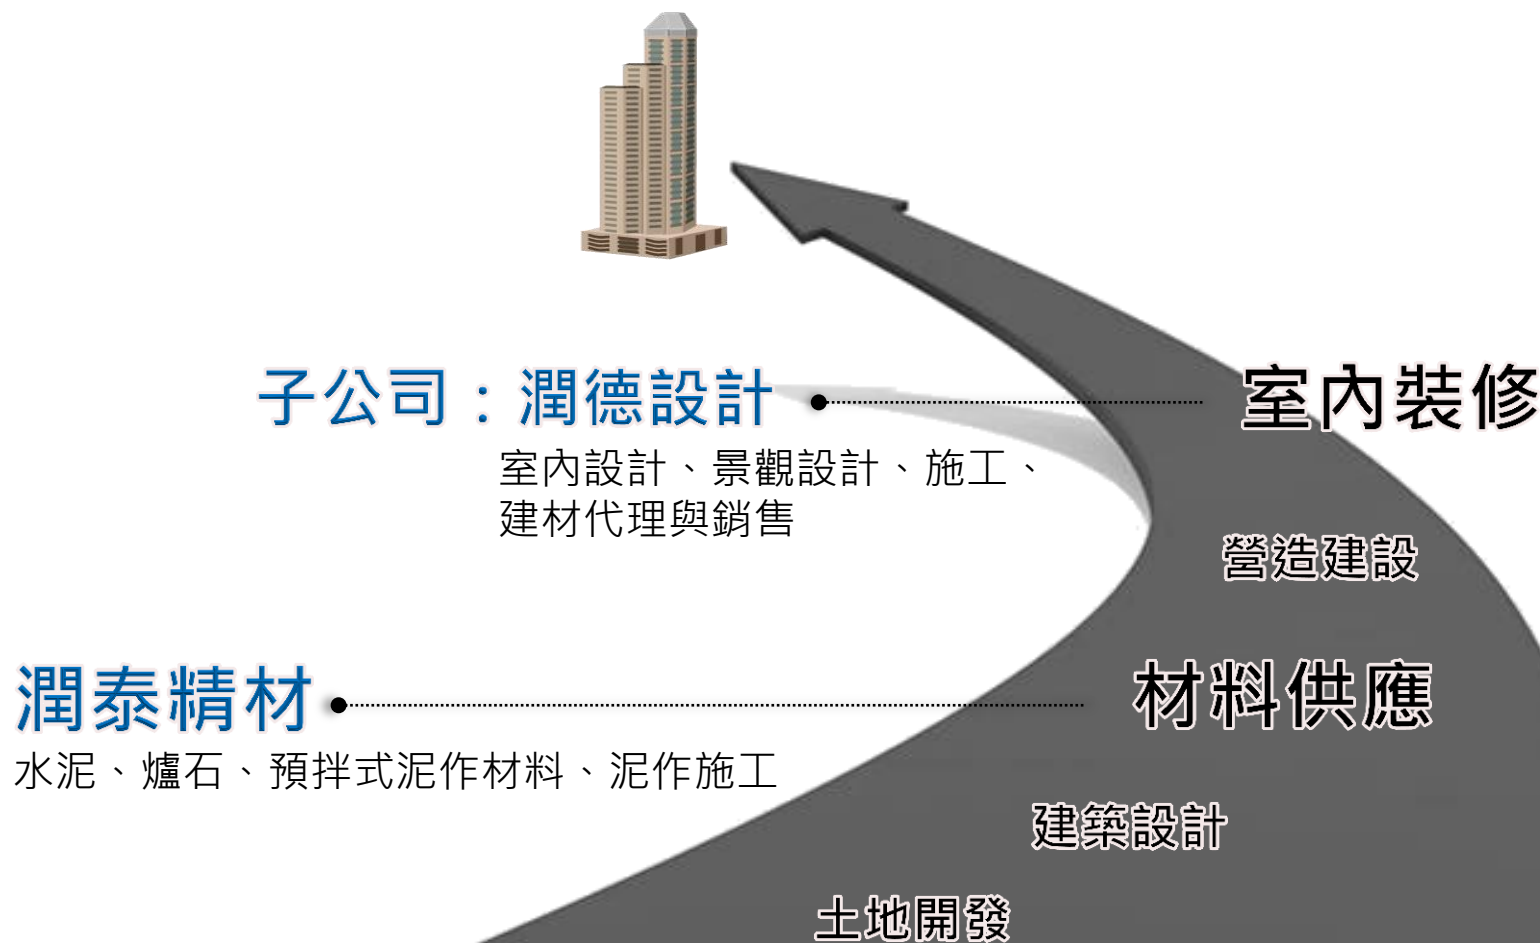 子公司：潤德設計
室內裝修
室內設計、景觀設計、施工、
建材代理與銷售
營造建設
潤泰精材
材料供應
水泥、爐石、預拌式泥作材料、泥作施工
建築設計
土地開發